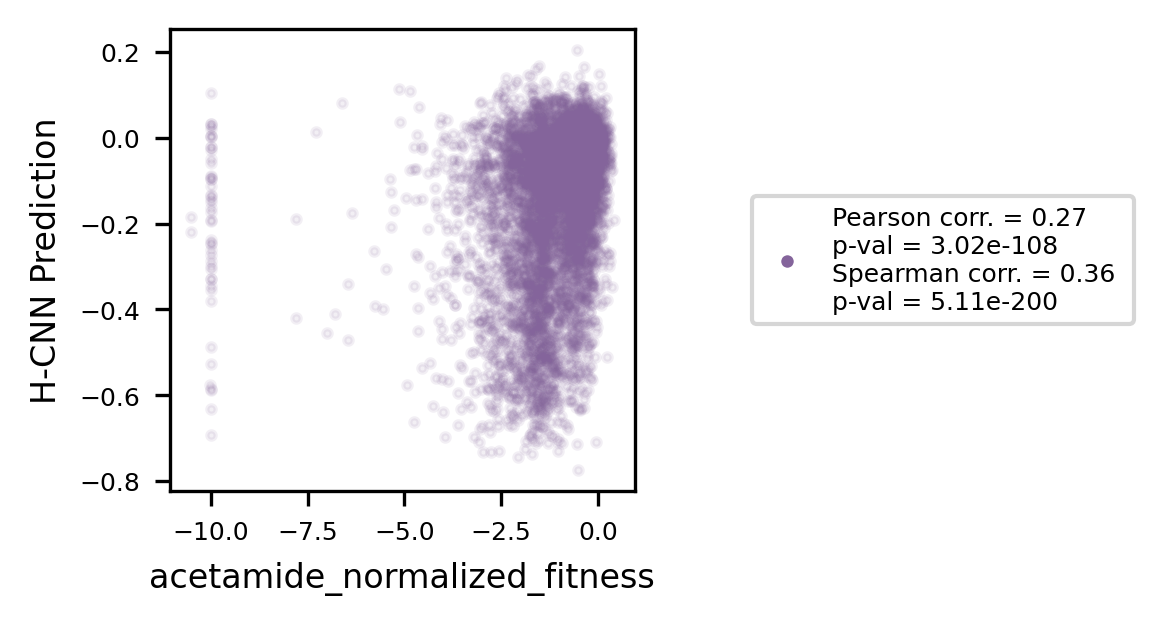 0.2
0.0
−0.2
−0.4
−0.6
−0.8
H-CNN Prediction
−10.0 −7.5 −5.0 −2.5 0.0
acetamide_normalized_fitness
Pearson corr. = 0.27
p-val = 3.02e-108
Spearman corr. = 0.36
p-val = 5.11e-200